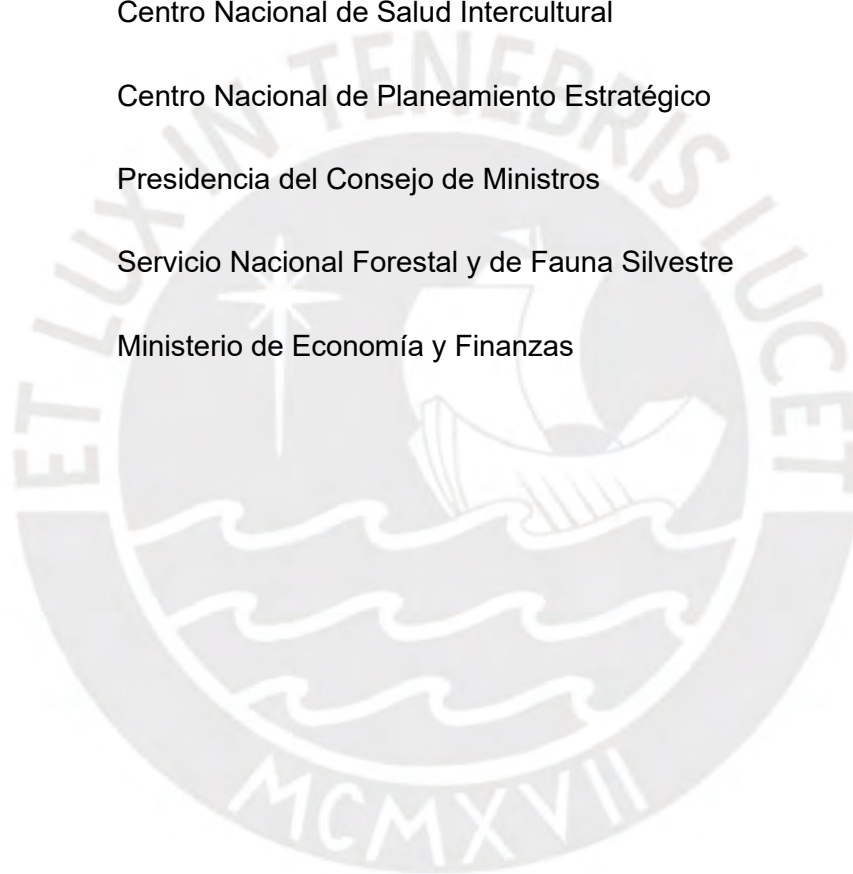 Centro Nacional de Salud Intercultural
Centro Nacional de Planeamiento Estratégico
Presidencia del Consejo de Ministros
Servicio Nacional Forestal y de Fauna Silvestre
Ministerio de Economía y Finanzas
ET LUX IN TENEBRIS LUCET
MCMXVII